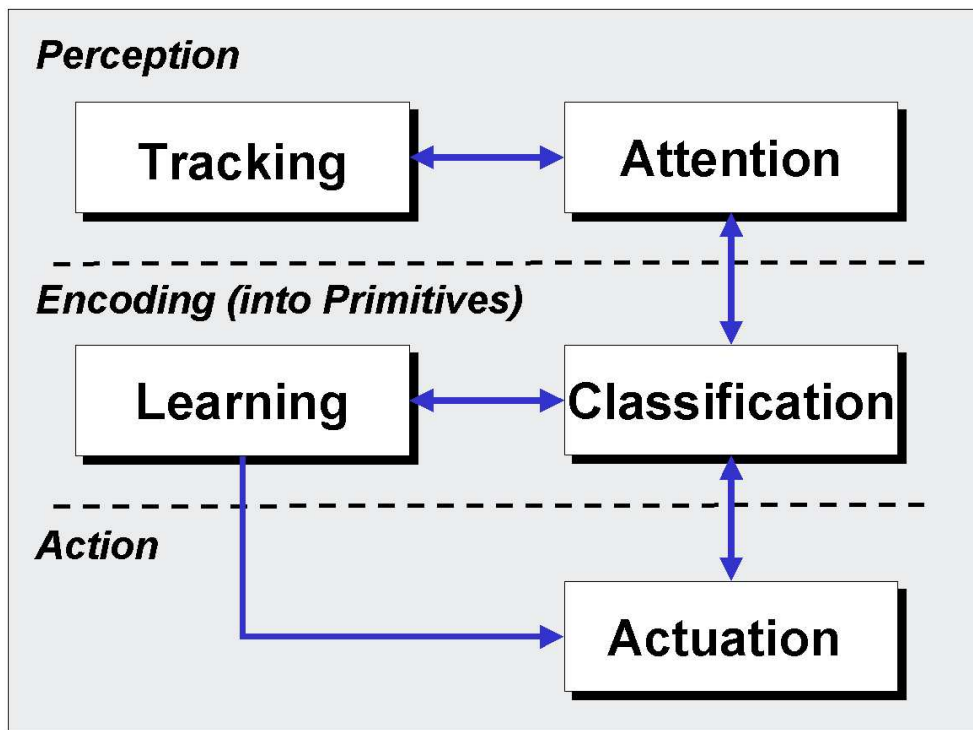 Perception
Tracking
Attention
Encoding (into Primitives)
Learning
Classification
Action
Actuation